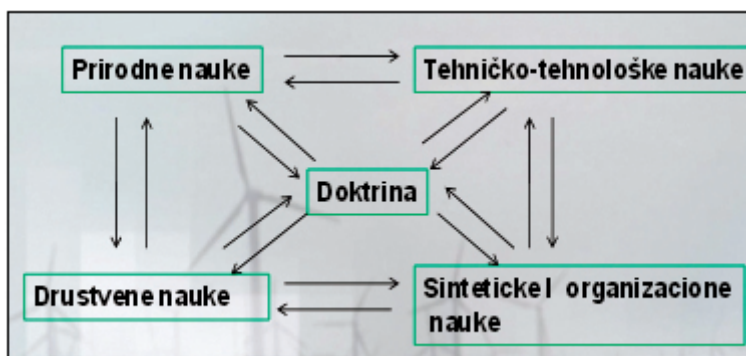 Prirodne nauke
Tehničko-tehnološke nauke
Doktrina
Drustvene nauke
Sinteticke I organizacione
nauke